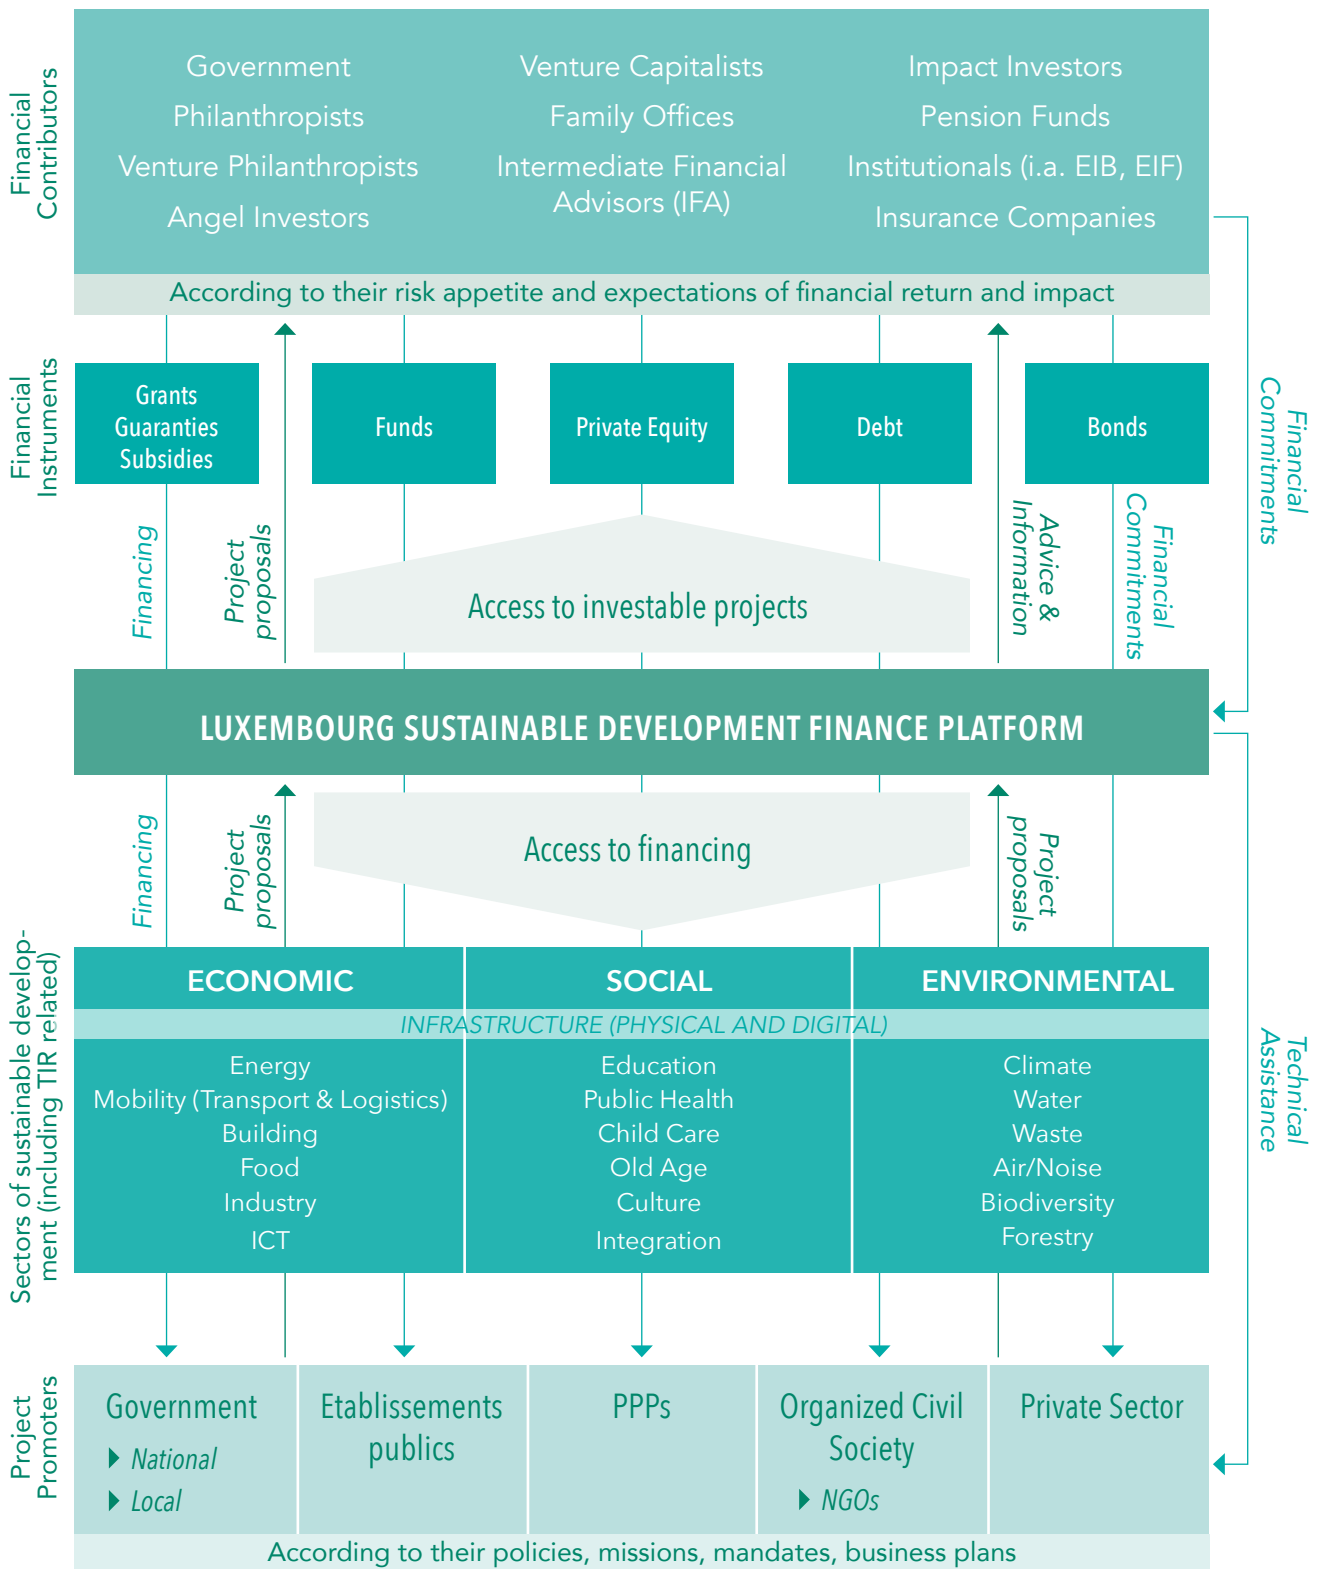 Financial
Contributors
Government
Philanthropists
Venture Philanthropists
Angel Investors
Venture Capitalists
Family Offices
Intermediate Financial
Advisors (IFA)
Impact Investors
Pension Funds
Institutionals (i.a. EIB, EIF)
Insurance Companies
According to their risk appetite and expectations of financial return and impact
Financial
Instruments
Grants
Guaranties
Subsidies
Funds
Private Equity
Debt
Bonds
Financial
Commitments
Financing
Project
proposals
Access to investable projects
Advice &
Information
Financial
Commitments
LUXEMBOURG SUSTAINABLE DEVELOPMENT FINANCE PLATFORM
Financing
Project
proposals
Access to financing
Project
proposals
Technical
Assistance
Sectors of sustainable develop-
ment (including TIR related)
ECONOMIC
SOCIAL
ENVIRONMENTAL
INFRASTRUCTURE (PHYSICAL AND DIGITAL)
Energy
Mobility (Transport & Logistics)
Building
Food
Industry
ICT
Education
Public Health
Child Care
Old Age
Culture
Integration
Climate
Water
Waste
Air/Noise
Biodiversity
Forestry
Project
Promoters
Government
National
Local
Etablissements
publics
PPPs
Organized Civil
Society
NGOs
Private Sector
According to their policies, missions, mandates, business plans